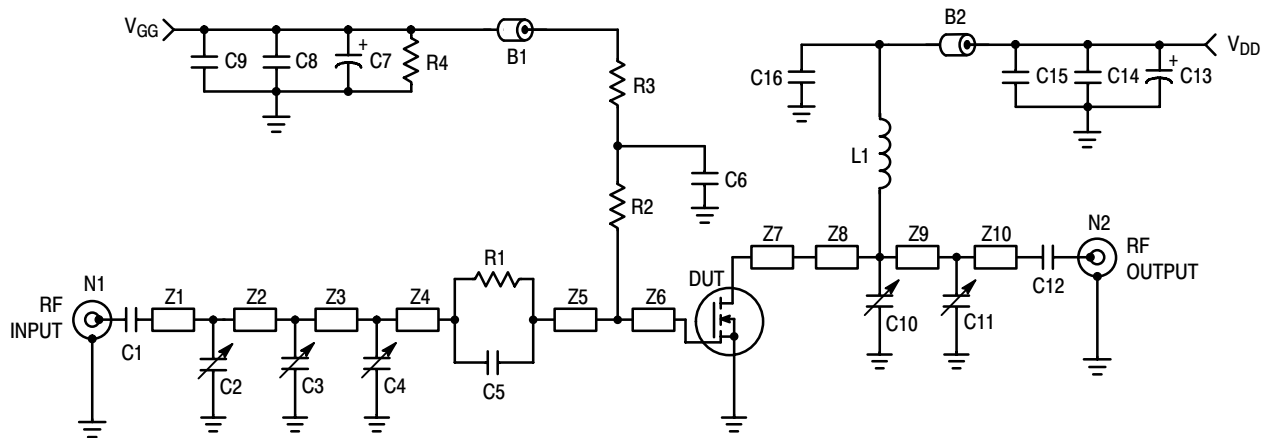 VGG
C9
C8
+
C7
R4
B1
R3
C6
R2
B2
VDD
C16
C15
C14
+
C13
L1
N1
RF
INPUT
C1
Z1
Z2
Z3
Z4
R1
C5
Z5
Z6
C2
C3
C4
DUT
Z7
Z8
Z9
Z10
C10
C11
C12
N2
RF
OUTPUT